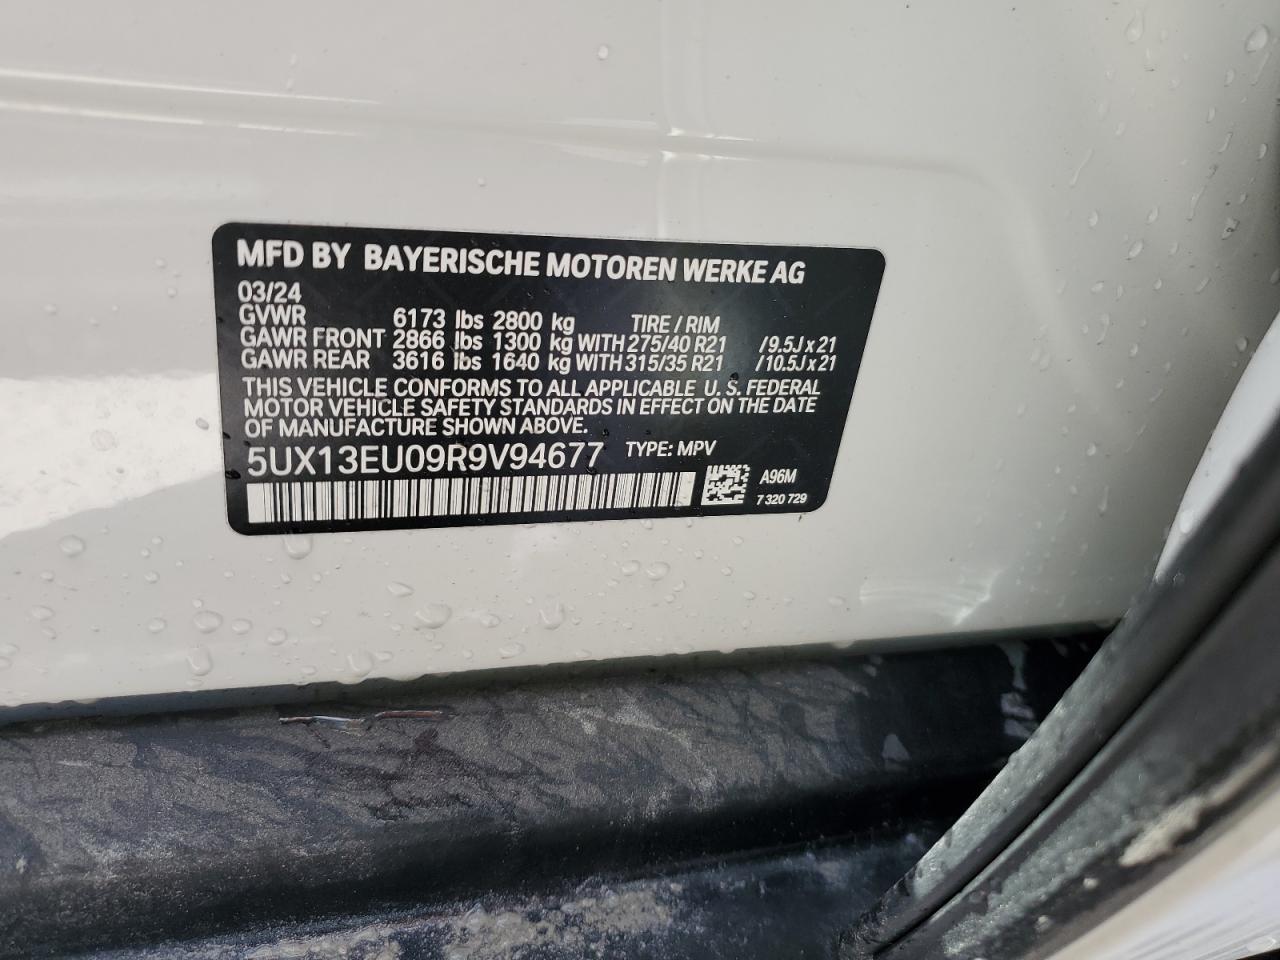 MFD BY BAYERISCHE MOTOREN WERKE AG
03/24
GVWR 6173 lbs 2800 kg TIRE / RIM
GAWR FRONT 2866 lbs 1300 kg WITH 275/40 R21 /9.5J x 21
GAWR REAR 3616 lbs 1640 kg WITH 315/35 R21 /10.5J x 21
THIS VEHICLE CONFORMS TO ALL APPLICABLE U. S. FEDERAL
MOTOR VEHICLE SAFETY STANDARDS IN EFFECT ON THE DATE
OF MANUFACTURE SHOWN ABOVE.
5UX13EU09R9V94677 TYPE: MPV
A96M
7 320 729